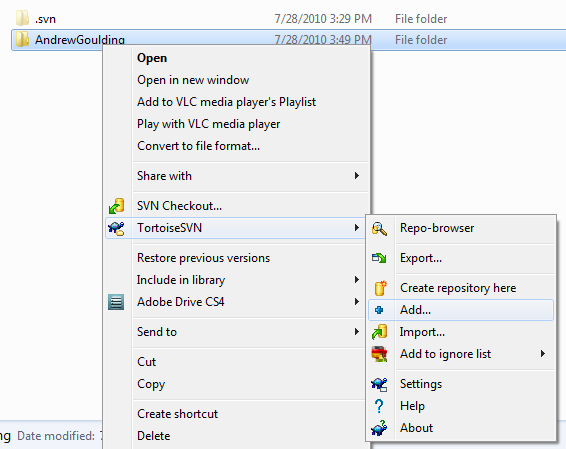 .svn 7/28/2010 3:29 PM File folder
AndrewGoulding 7/28/2010 3:49 PM File folder
Open
Open in new window
Add to VLC media player's Playlist
Play with VLC media player
Convert to file format...
Share with
SVN Checkout...
TortoiseSVN
Restore previous versions
Include in library
Adobe Drive CS4
Send to
Cut
Copy
Create shortcut
Delete
Repo-browser
Export...
Create repository here
Add...
Import...
Add to ignore list
Settings
Help
About
ng Date modified: 7